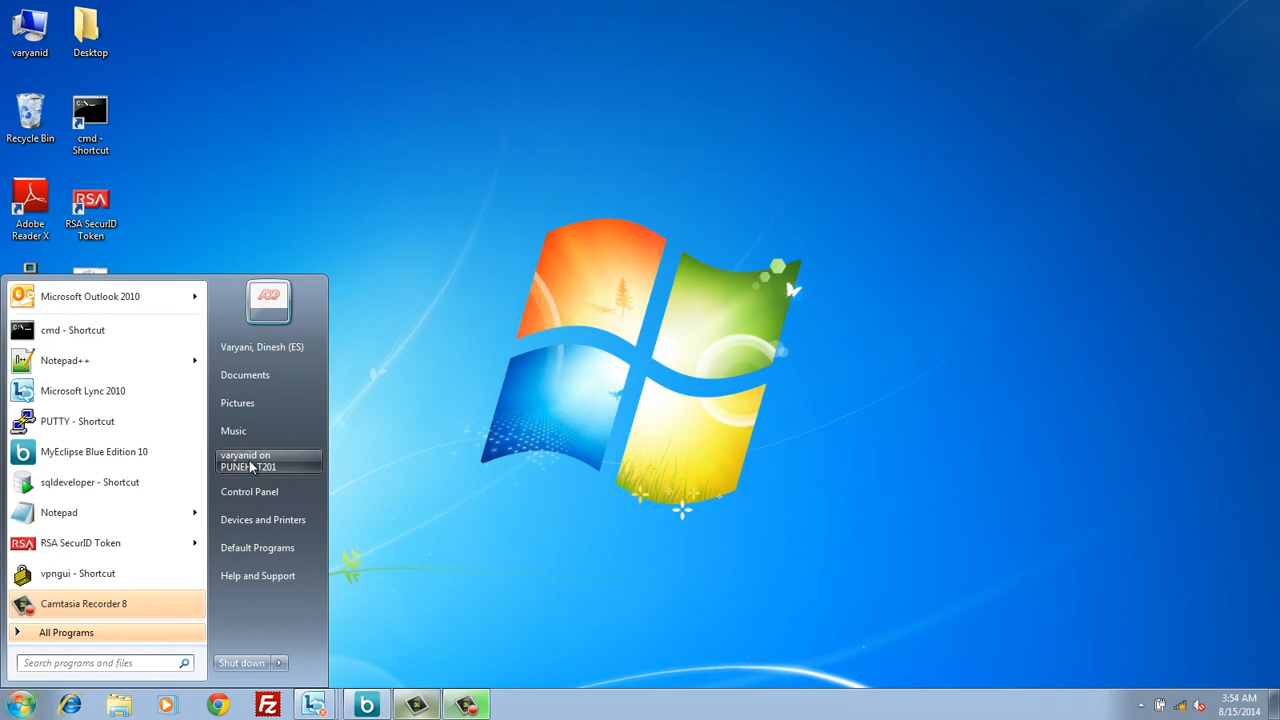 varyanid
Desktop
Recycle Bin
C:\_
cmd -
Shortcut
Adobe
Reader X
RSA
RSA SecurID
Token
Microsoft Outlook 2010
cmd - Shortcut
Notepad++
Microsoft Lync 2010
PUTTY - Shortcut
MyEclipse Blue Edition 10
sqldeveloper - Shortcut
Notepad
RSA
RSA SecurID Token
vpngui - Shortcut
Camtasia Recorder 8
All Programs
Search programs and files
ADP
Varyani, Dinesh (ES)
Documents
Pictures
Music
varyanid on
Control Panel
Devices and Printers
Default Programs
Help and Support
Shut down
3:54 AM
8/15/2014